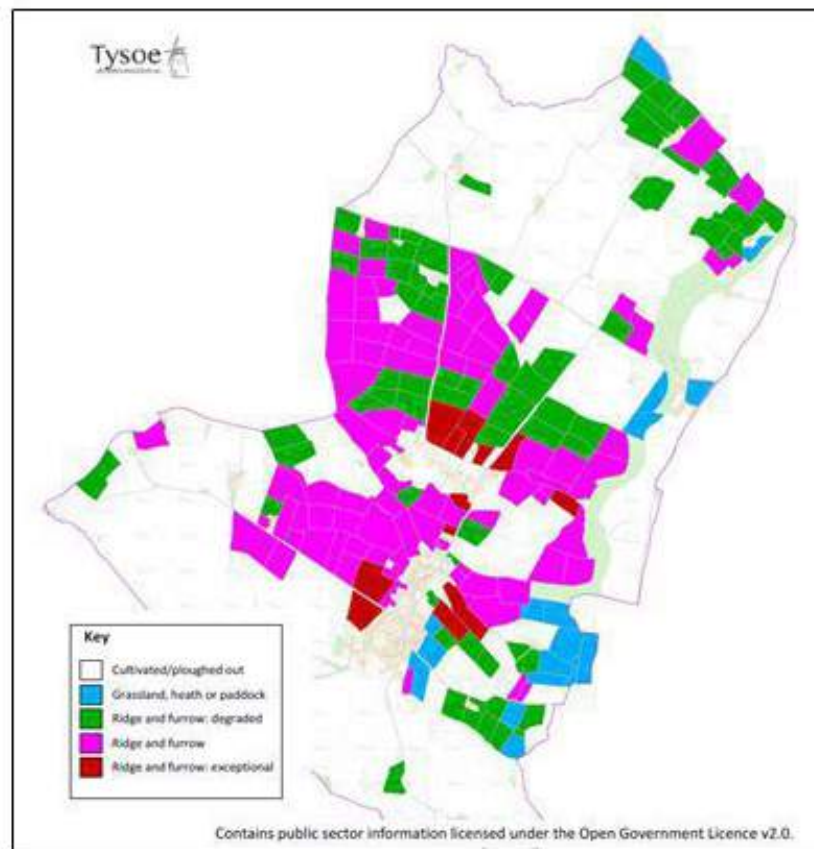 Tysoe
Key
Cultivated/ploughed out
Grassland, heath or paddock
Ridge and furrow: degraded
Ridge and furrow
Ridge and furrow: exceptional
Contains public sector information licensed under the Open Government Licence v2.0.